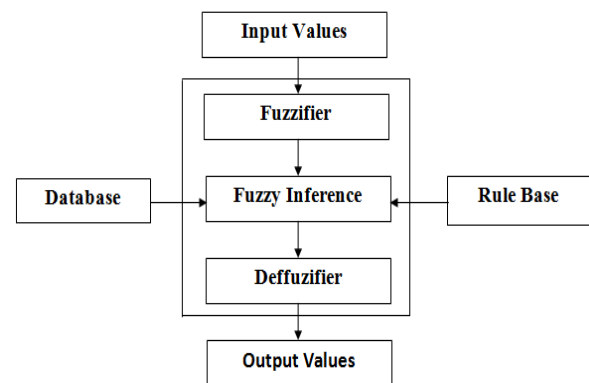 Input Values
Fuzzifier
Database
Fuzzy Inference
Rule Base
Deffuzifier
Output Values